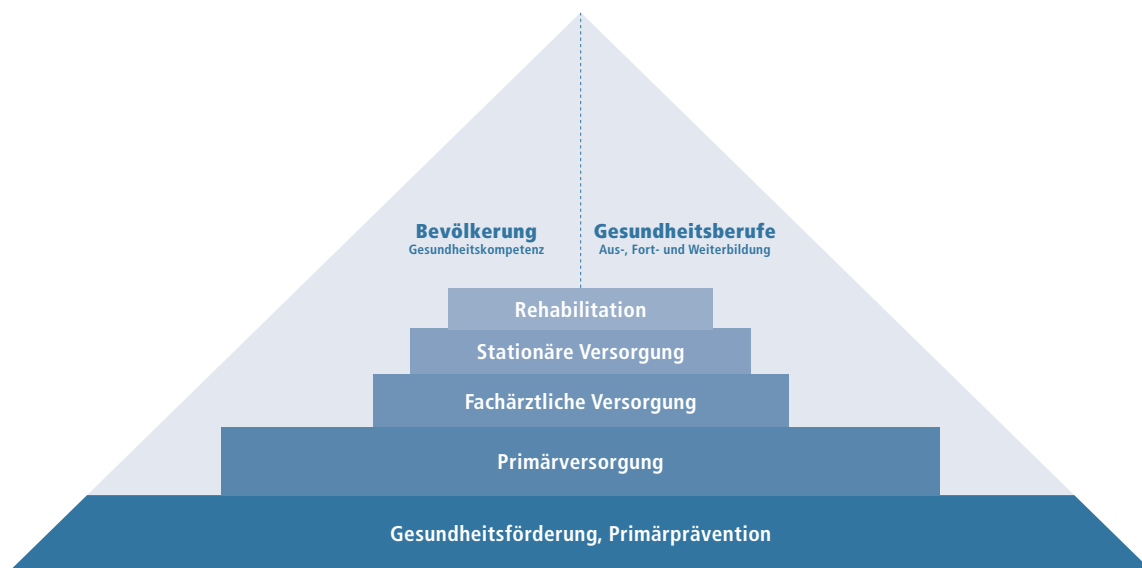 Bevölkerung
Gesundheitskompetenz
Gesundheitsberufe
Aus-, Fort- und Weiterbildung
Rehabilitation
Stationäre Versorgung
Fachärztliche Versorgung
Primärversorgung
Gesundheitsförderung, Primärprävention